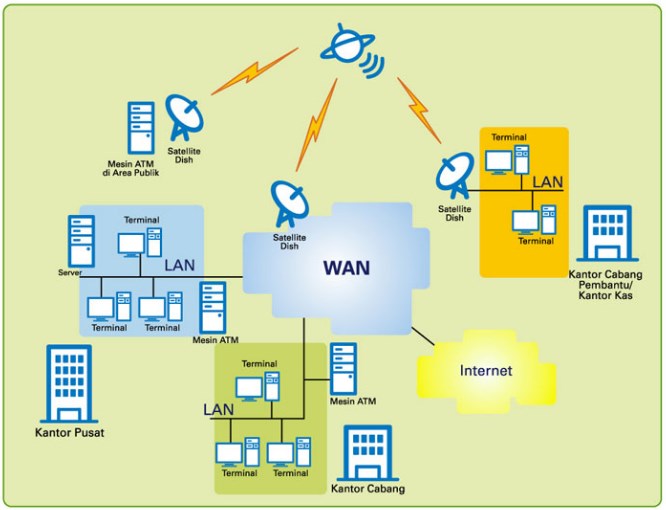 Mesin ATM
di Area Publik
Satellite
Dish
Satellite
Dish
Satellite
Dish
Terminal
LAN
Terminal
Kantor Cabang
Pembantu/
Kantor Kas
Terminal
Server
LAN
Terminal
Terminal
Mesin ATM
Kantor Pusat
WAN
Internet
Terminal
Mesin ATM
LAN
Terminal
Terminal
Kantor Cabang